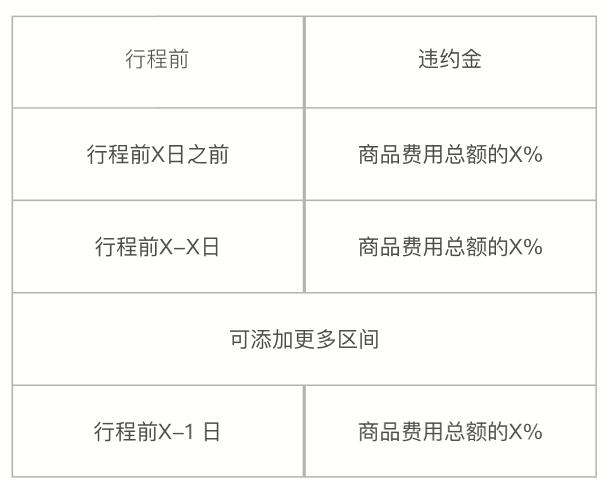 行程前
违约金
行程前X日之前
商品费用总额的X%
行程前X–X日
商品费用总额的X%
可添加更多区间
行程前X–1 日
商品费用总额的X%